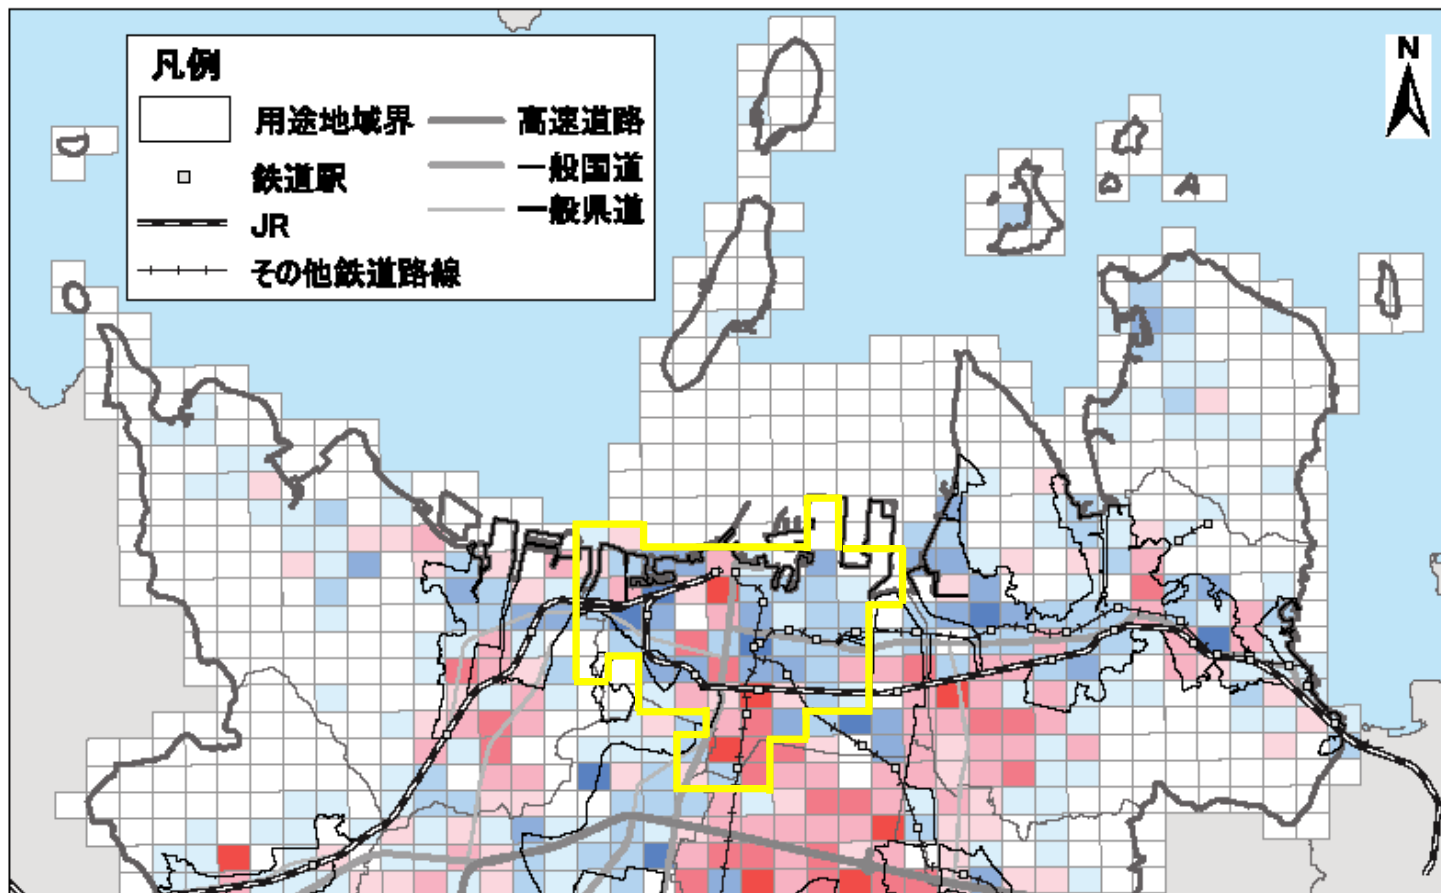 凡例
用途地域界
鉄道駅
JR
その他鉄道路線
高速道路
一般国道
一般県道
N